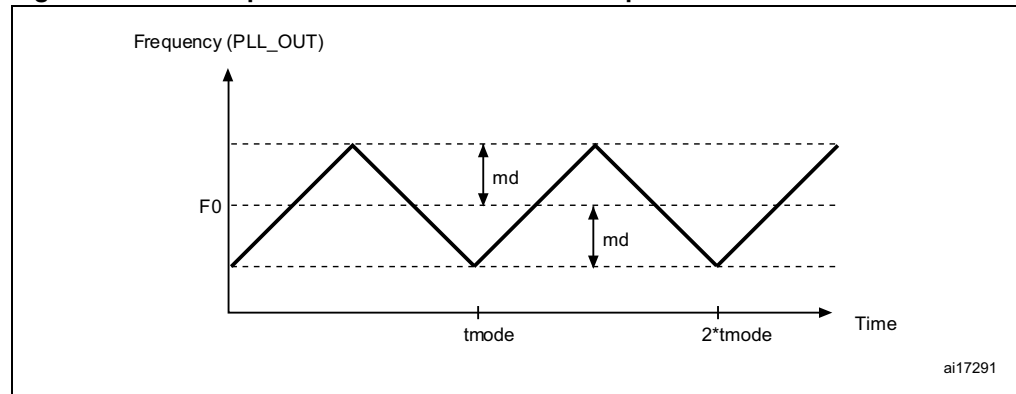 Frequency (PLL_OUT)
md
F0
md
tmode
2*tmode
Time
ai17291